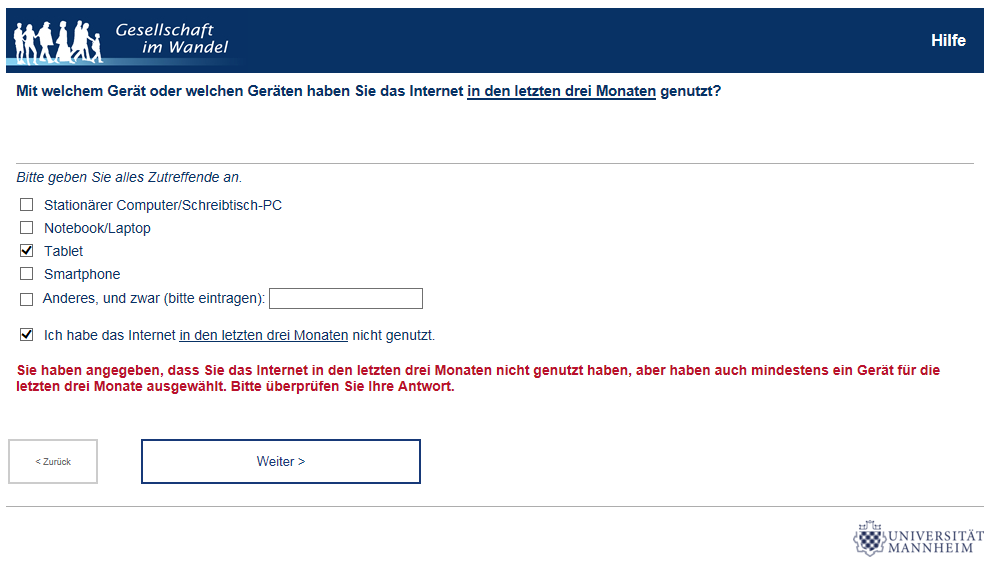 Gesellschaft
im Wandel
Hilfe
Mit welchem Gerät oder welchen Geräten haben Sie das Internet in den letzten drei Monaten genutzt?
Bitte geben Sie alles Zutreffende an.
Stationärer Computer/Schreibtisch-PC
Notebook/Laptop
Tablet
Smartphone
Anderes, und zwar (bitte eintragen):
Ich habe das Internet in den letzten drei Monaten nicht genutzt.
Sie haben angegeben, dass Sie das Internet in den letzten drei Monaten nicht genutzt haben, aber haben auch mindestens ein Gerät für die
letzten drei Monate ausgewählt. Bitte überprüfen Sie Ihre Antwort.
< Zurück
Weiter >
UNIVERSITÄT
MANNHEIM